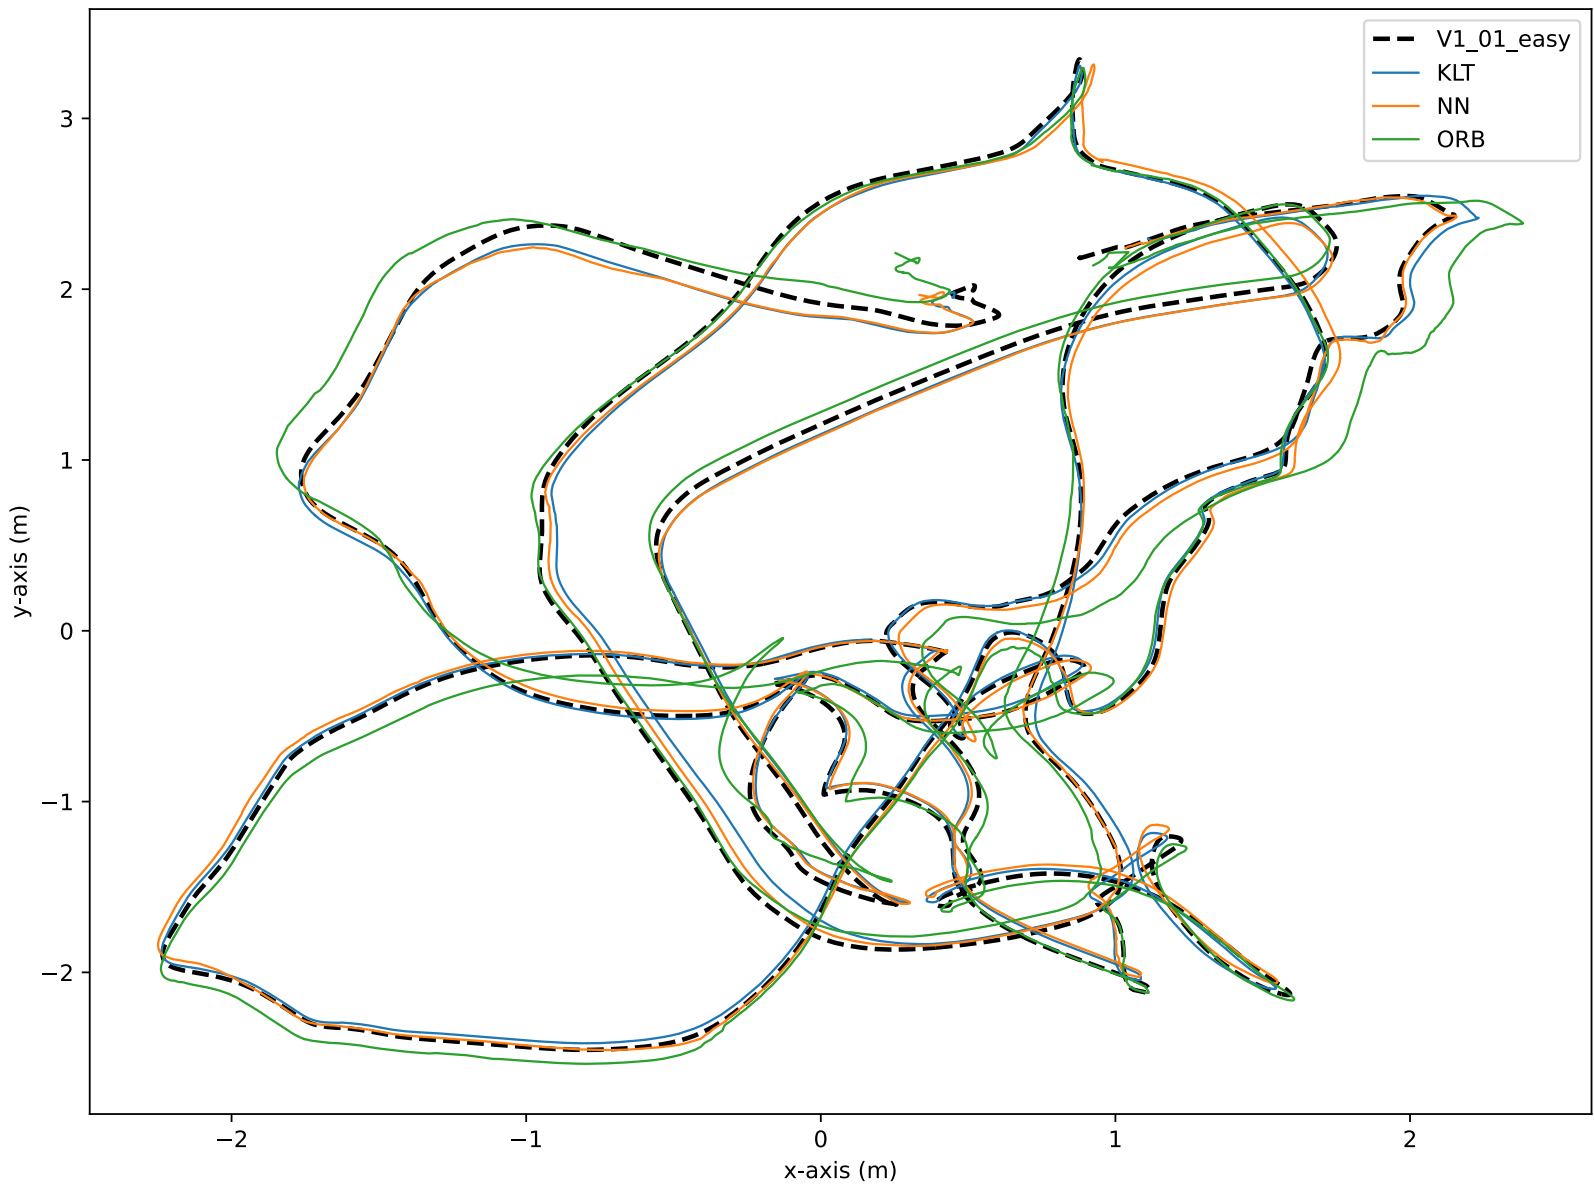 V1_01_easy
KLT
NN
ORB
3
2
1
0
−1
−2
y-axis (m)
−2 −1 0 1 2
x-axis (m)